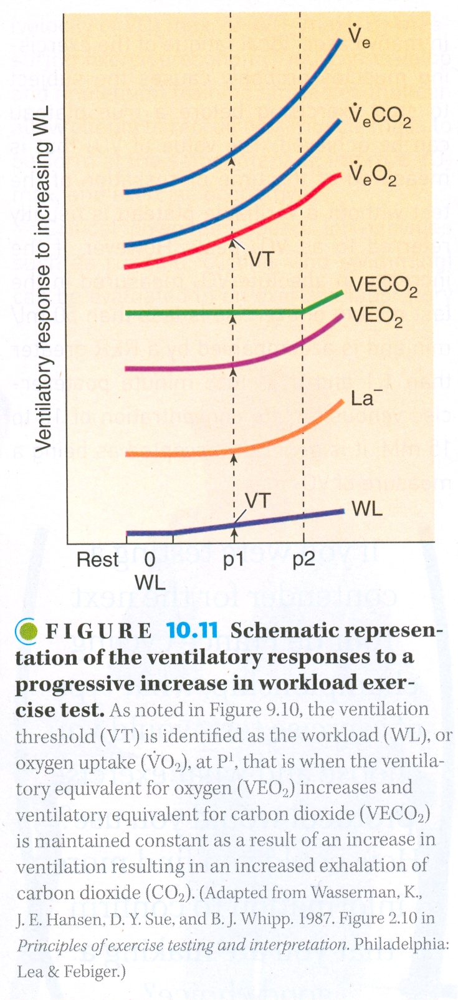 V̇e
V̇eCO₂
V̇eO₂
VT
VECO₂
VEO₂
La⁻
VT
WL
Ventilatory response to increasing WL
Rest 0 p1 p2
WL
FIGURE 10.11 Schematic represen-
tation of the ventilatory responses to a
progressive increase in workload exer-
cise test. As noted in Figure 9.10, the ventilation
threshold (VT) is identified as the workload (WL), or
oxygen uptake (V̇O₂), at P¹, that is when the ventila-
tory equivalent for oxygen (VEO₂) increases and
ventilatory equivalent for carbon dioxide (VECO₂)
is maintained constant as a result of an increase in
ventilation resulting in an increased exhalation of
carbon dioxide (CO₂). (Adapted from Wasserman, K.,
J. E. Hansen, D. Y. Sue, and B. J. Whipp. 1987. Figure 2.10 in
Principles of exercise testing and interpretation. Philadelphia:
Lea & Febiger.)